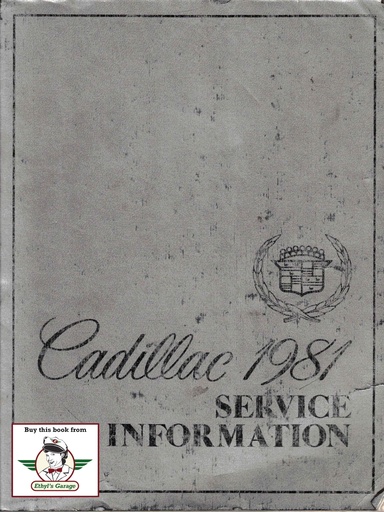 Cadillac 1981
SERVICE
INFORMATION
Buy this book from
Ethyl's Garage